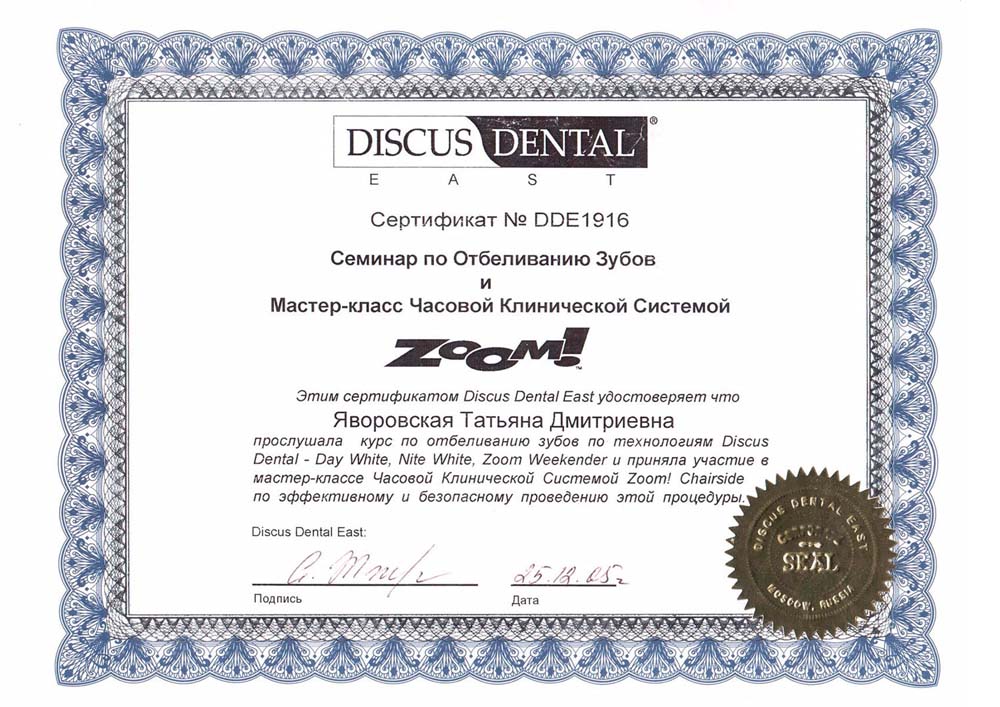 DISCUS DENTAL®
EAST
Сертификат № DDE1916
Семинар по Отбеливанию Зубов
и
Мастер-класс Часовой Клинической Системой
ZOOM!™
Этим сертификатом Discus Dental East удостоверяет что
Яворовская Татьяна Дмитриевна
прослушала курс по отбеливанию зубов по технологиям Discus
Dental - Day White, Nite White, Zoom Weekender и приняла участие в
мастер-классе Часовой Клинической Системой Zoom! Chairside
по эффективному и безопасному проведению этой процедуры.
Discus Dental East:
25.12.05г
Подпись
Дата
DISCUS DENTAL EAST
SEAL
MOSCOW, RUSSIA